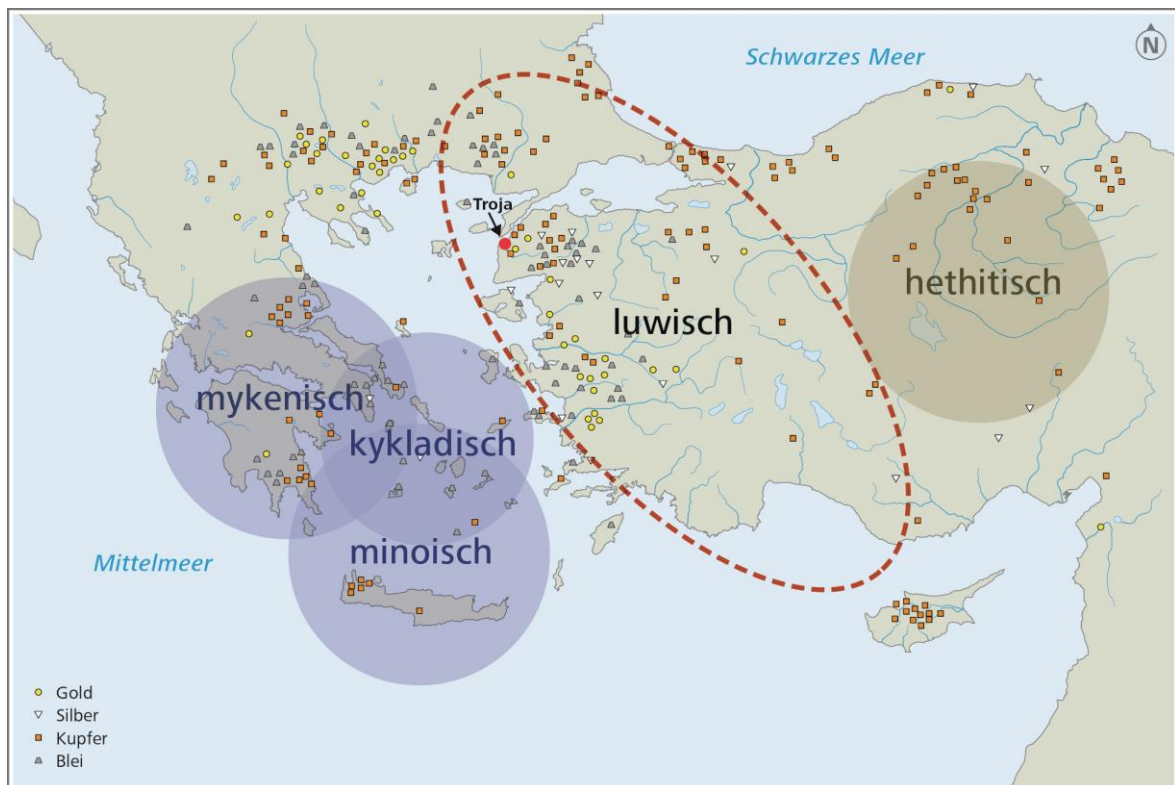 Schwarzes Meer
N
Troja
hethitisch
luwisch
mykenisch
kykladisch
minoisch
Mittelmeer
Gold
Silber
Kupfer
Blei